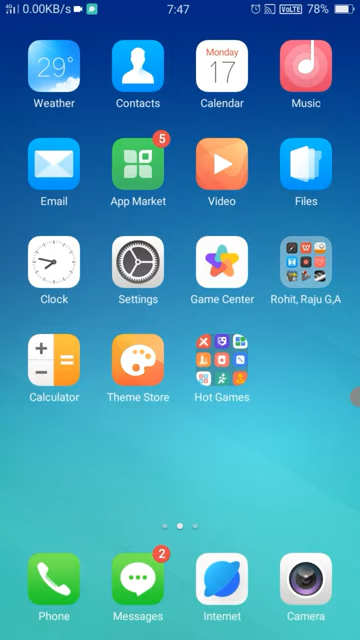 4G 0.00KB/s 7:47 VoLTE 78%
29°
Monday
17
Weather Contacts Calendar Music
5
Email App Market Video Files
Clock Settings Game Center Rohit, Raju G,A
Calculator Theme Store Hot Games
2
Phone Messages Internet Camera